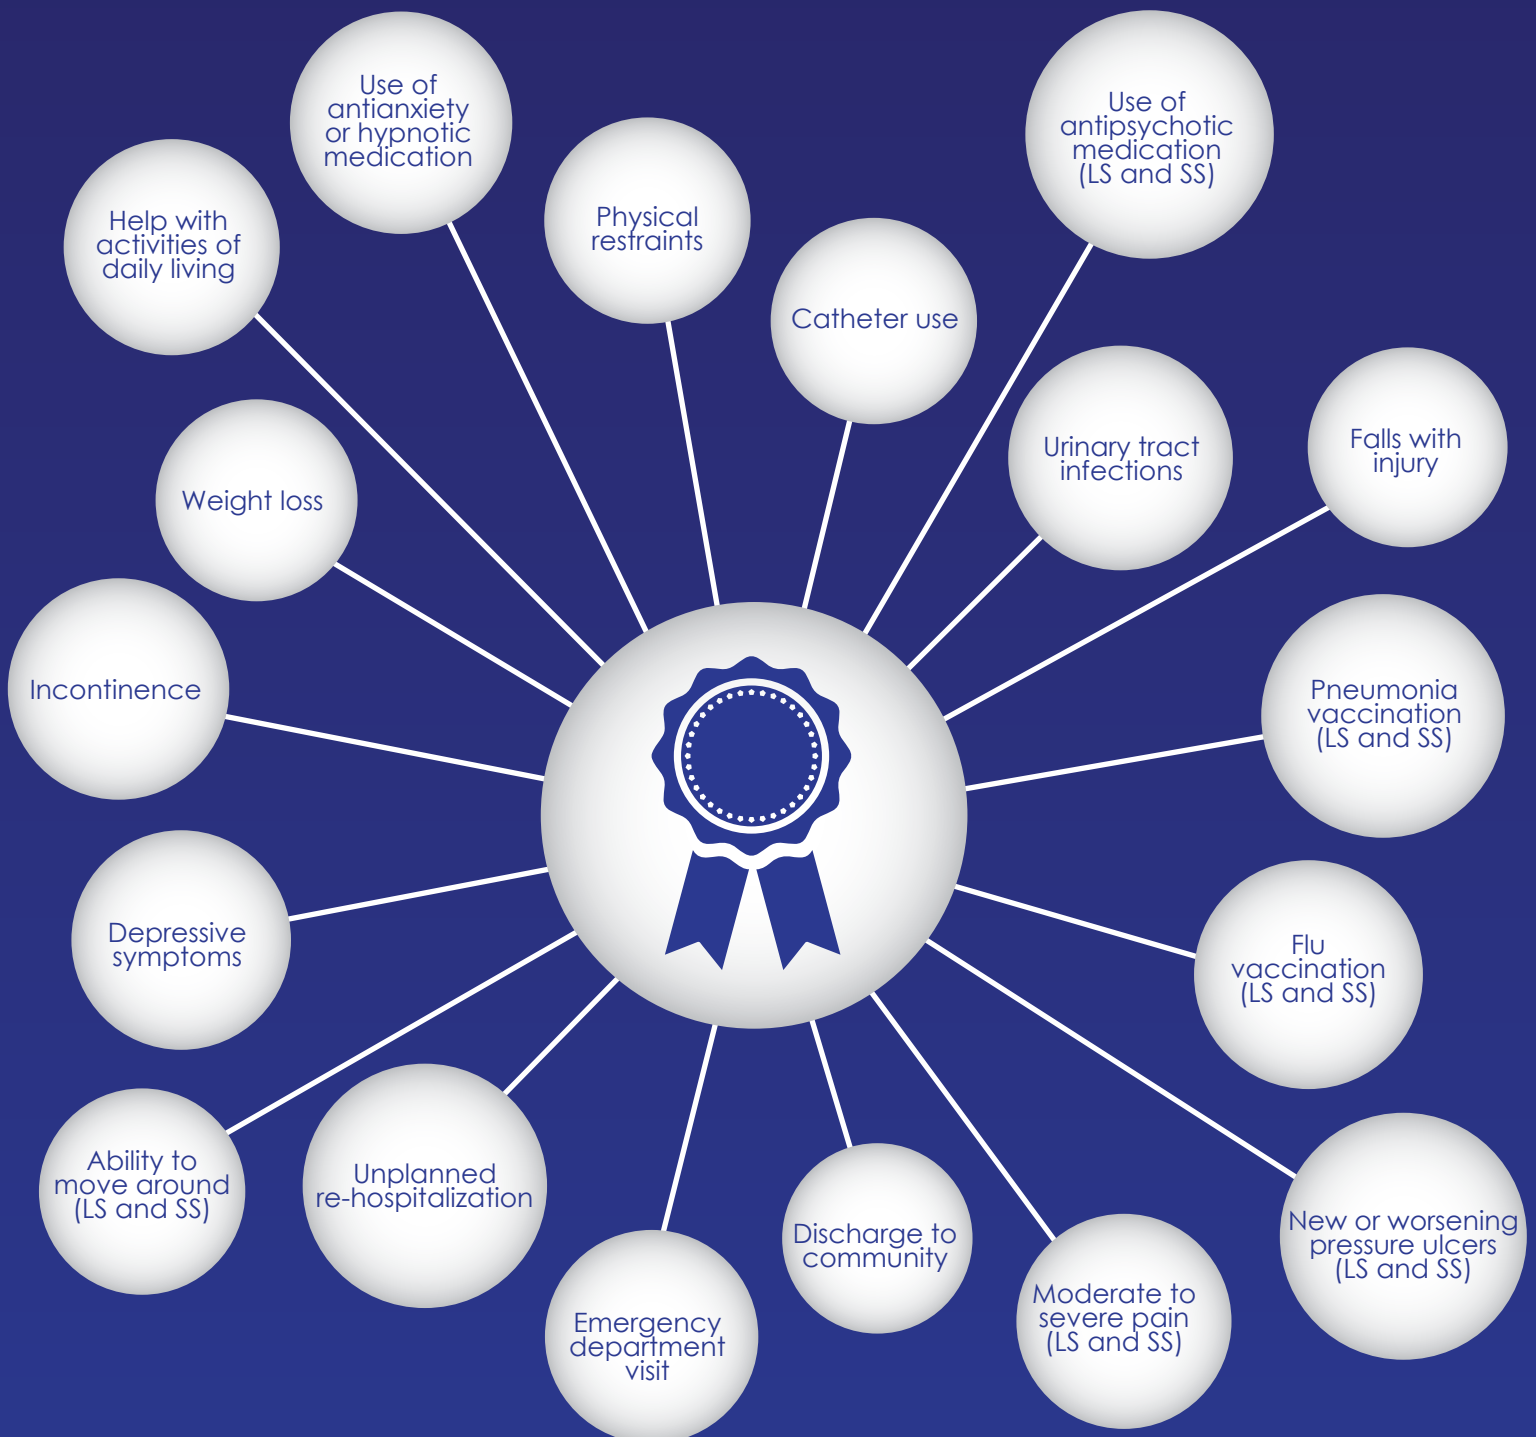 Use of
antianxiety
or hypnotic
medication
Use of
antipsychotic
medication
(LS and SS)
Help with
activities of
daily living
Physical
restraints
Catheter use
Urinary tract
infections
Falls with
injury
Weight loss
Incontinence
Pneumonia
vaccination
(LS and SS)
Depressive
symptoms
Flu
vaccination
(LS and SS)
Ability to
move around
(LS and SS)
Unplanned
re-hospitalization
Emergency
department
visit
Discharge to
community
Moderate to
severe pain
(LS and SS)
New or worsening
pressure ulcers
(LS and SS)